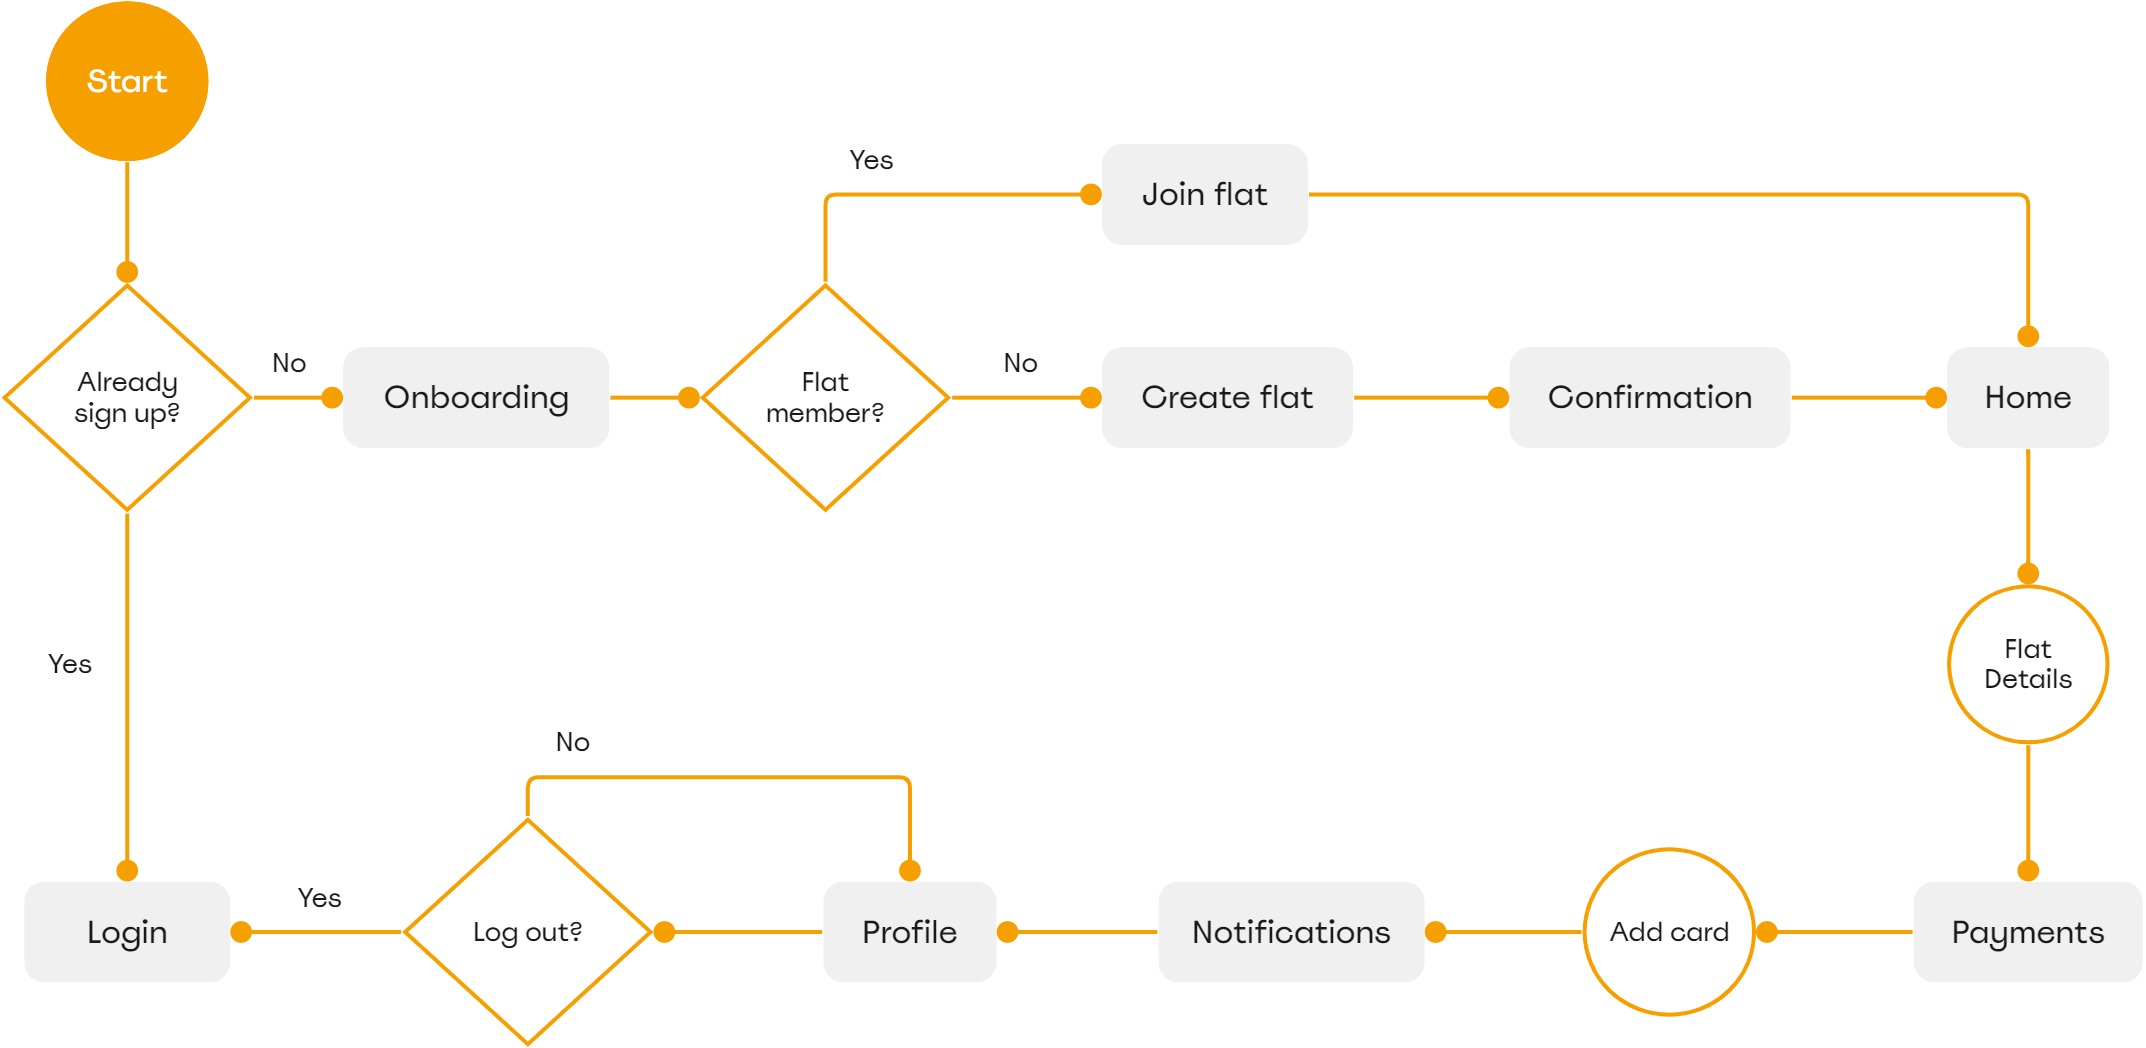 Start
Yes
Join flat
Already
sign up?
No
Onboarding
Flat
member?
No
Create flat
Confirmation
Home
Yes
Flat
Details
No
Login
Yes
Log out?
Profile
Notifications
Add card
Payments